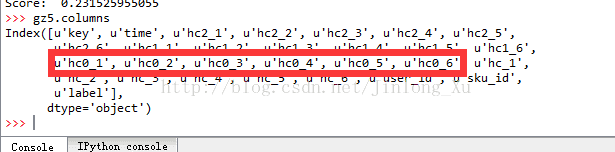 Score:  0.231525955055
>>> gz5.columns
Index([u'key', u'time', u'hc2_1', u'hc2_2', u'hc2_3', u'hc2_4', u'hc2_5',
u'hc2_6', u'hc1_1', u'hc1_2', u'hc1_3', u'hc1_4', u'hc1_5', u'hc1_6',
u'hc0_1', u'hc0_2', u'hc0_3', u'hc0_4', u'hc0_5', u'hc0_6', u'hc_1',
u'hc_2', u'hc_3', u'hc_4', u'hc_5', u'hc_6', u'user_id', u'sku_id',
u'label'],
http://blog.csdn.net/Jinlong_Xu
dtype='object')
>>>
Console
IPython console